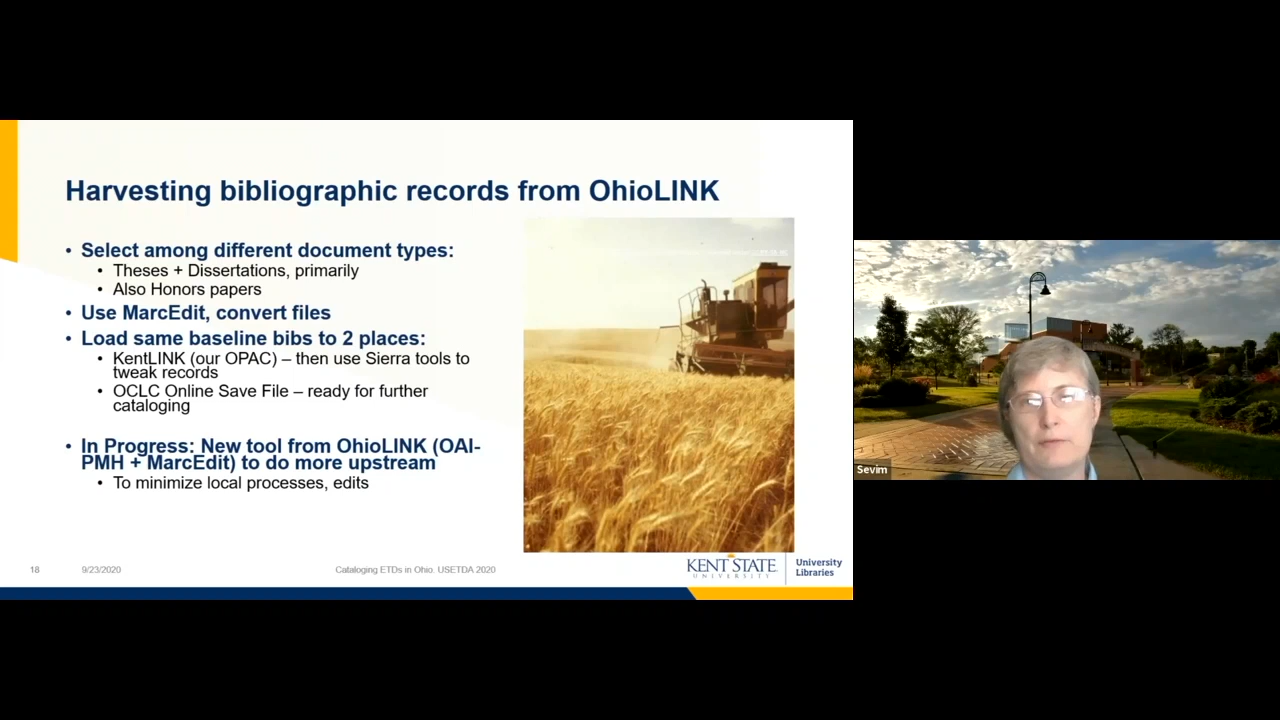 Harvesting bibliographic records from OhioLINK
• Select among different document types:
• Theses + Dissertations, primarily
• Also Honors papers
• Use MarcEdit, convert files
• Load same baseline bibs to 2 places:
• KentLINK (our OPAC) – then use Sierra tools to
tweak records
• OCLC Online Save File – ready for further
cataloging
• In Progress: New tool from OhioLINK (OAI-
PMH + MarcEdit) to do more upstream
• To minimize local processes, edits
18
9/23/2020
Cataloging ETDs in Ohio. USETDA 2020
KENT STATE
UNIVERSITY
University
Libraries
Sevim